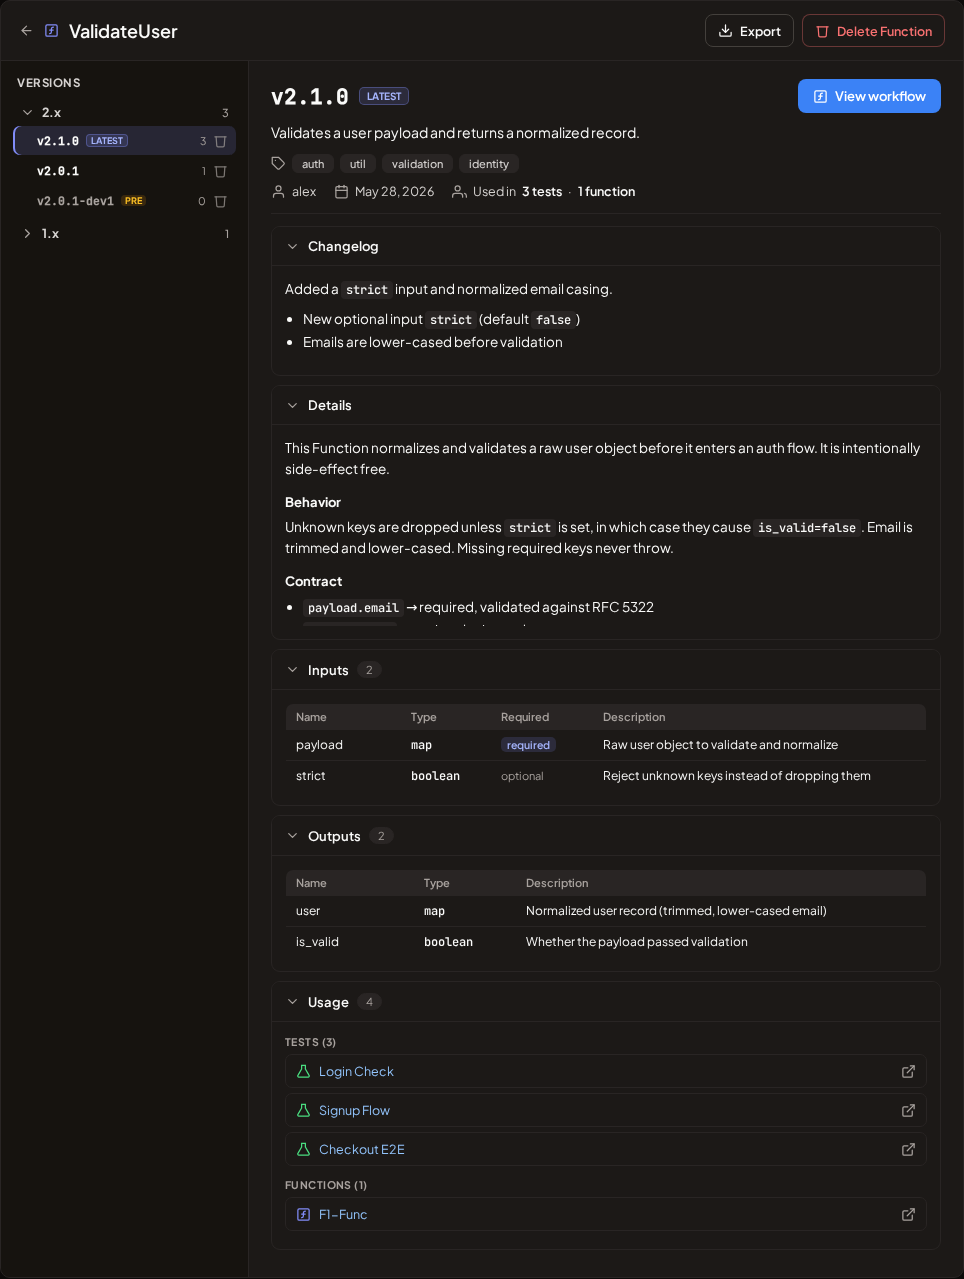 ValidateUser
Export
Delete Function
VERSIONS
2.x 3
v2.1.0 LATEST 3
v2.0.1 1
v2.0.1-dev1 PRE 0
1.x 1
v2.1.0 LATEST
View workflow
Validates a user payload and returns a normalized record.
auth util validation identity
alex May 28, 2026 Used in 3 tests · 1 function
Changelog
Added a strict input and normalized email casing.
• New optional input strict (default false )
• Emails are lower-cased before validation
Details
This Function normalizes and validates a raw user object before it enters an auth flow. It is intentionally
side-effect free.
Behavior
Unknown keys are dropped unless strict is set, in which case they cause is_valid=false . Email is
trimmed and lower-cased. Missing required keys never throw.
Contract
• payload.email → required, validated against RFC 5322
Inputs 2
Name Type Required Description
payload map required Raw user object to validate and normalize
strict boolean optional Reject unknown keys instead of dropping them
Outputs 2
Name Type Description
user map Normalized user record (trimmed, lower-cased email)
is_valid boolean Whether the payload passed validation
Usage 4
TESTS (3)
Login Check
Signup Flow
Checkout E2E
FUNCTIONS (1)
F1-Func